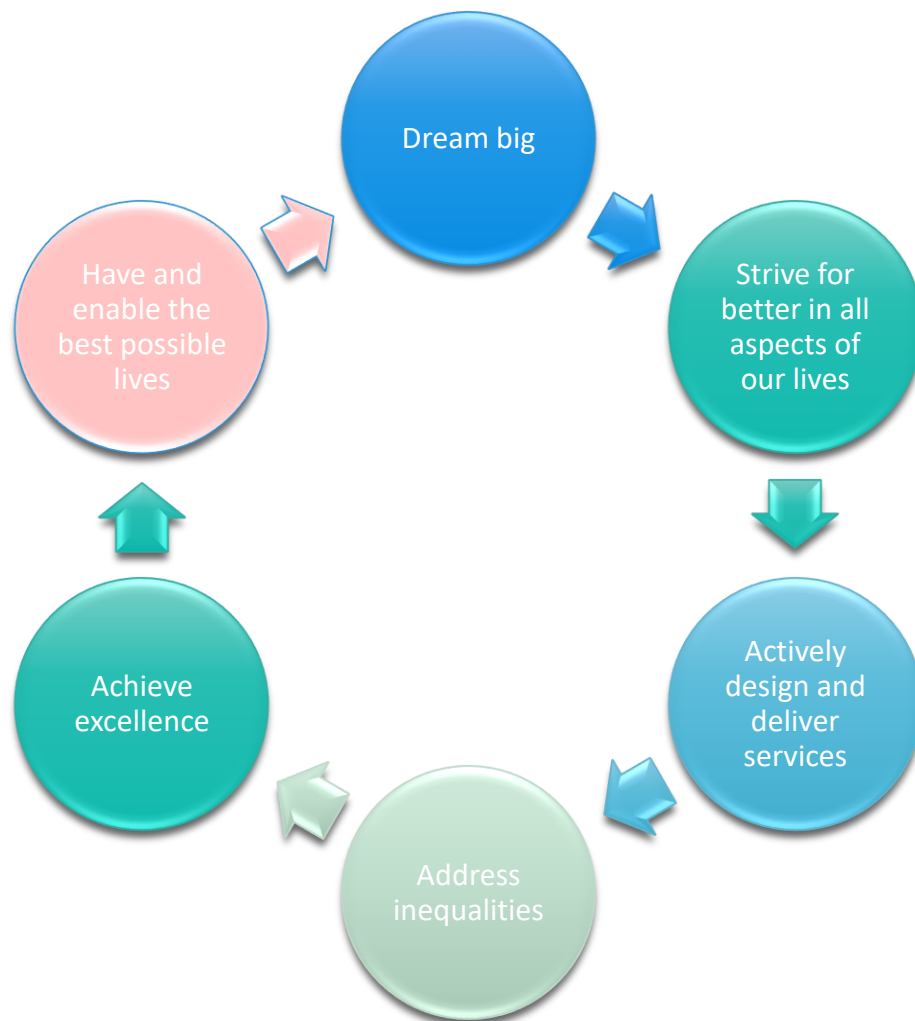 Dream big
Strive for
better in all
aspects of
our lives
Actively
design and
deliver
services
Address
inequalities
Achieve
excellence
Have and
enable the
best possible
lives